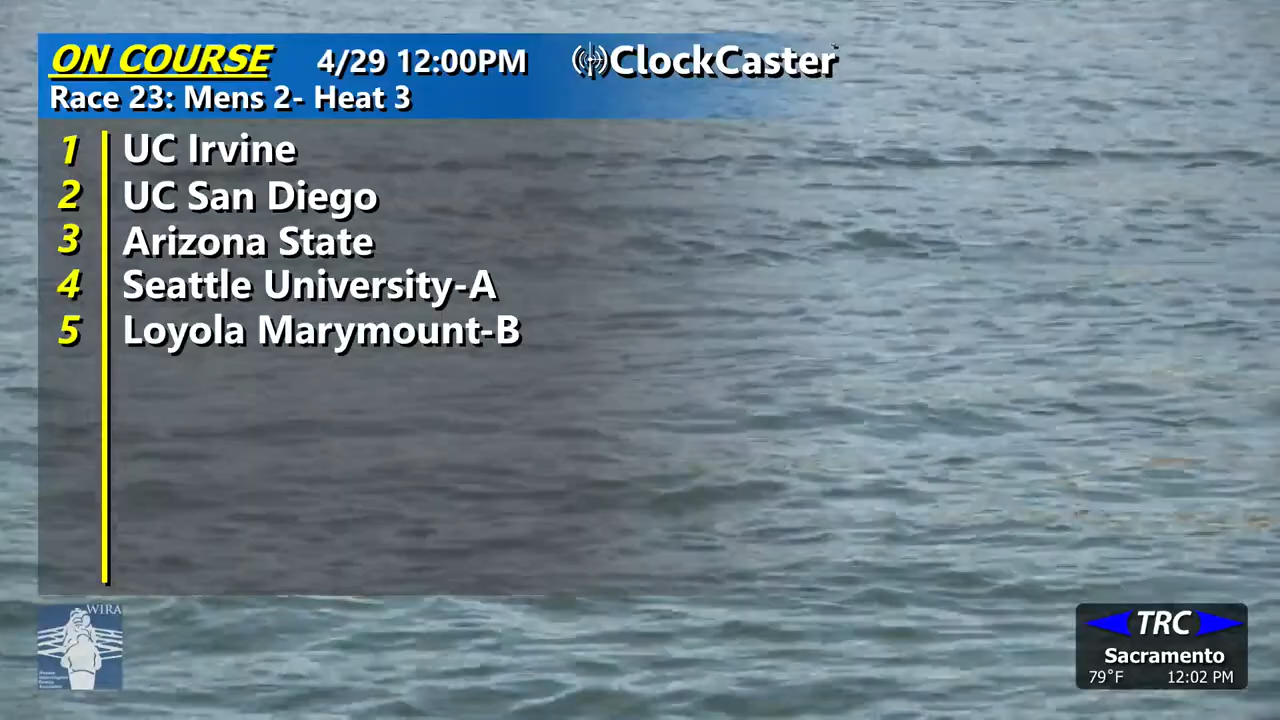 ON COURSE 4/29 12:00PM ClockCaster
Race 23: Mens 2- Heat 3
1 UC Irvine
2 UC San Diego
3 Arizona State
4 Seattle University-A
5 Loyola Marymount-B
WIRA
TRC
Sacramento
79°F 12:02 PM